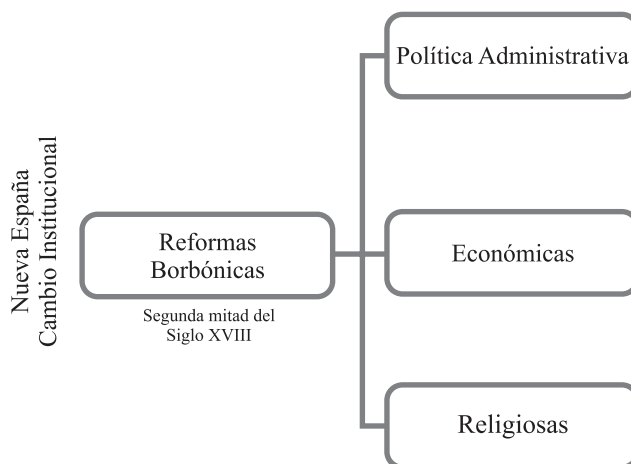 Nueva España
Cambio Institucional
Reformas
Borbónicas
Segunda mitad del
Siglo XVIII
Política Administrativa
Económicas
Religiosas